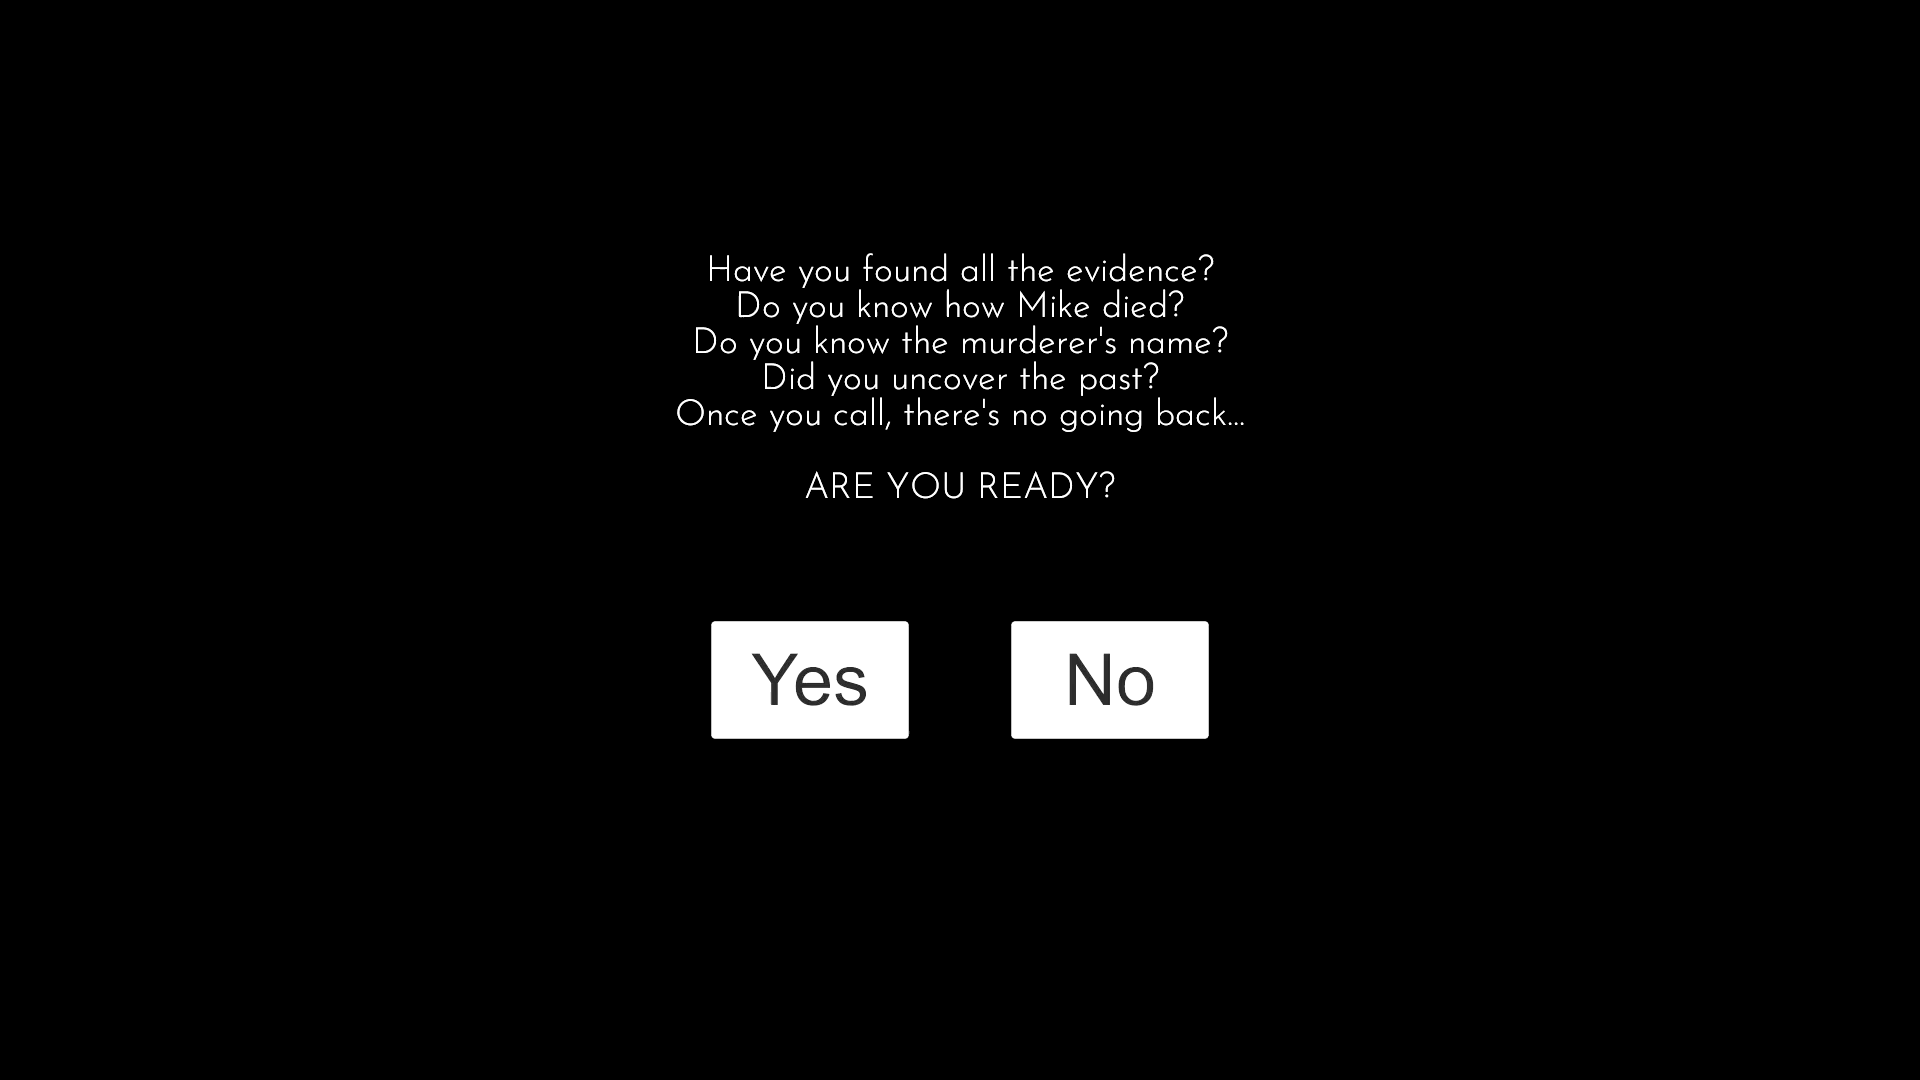 Have you found all the evidence?
Do you know how Mike died?
Do you know the murderer's name?
Did you uncover the past?
Once you call, there's no going back...
ARE YOU READY?
Yes
No